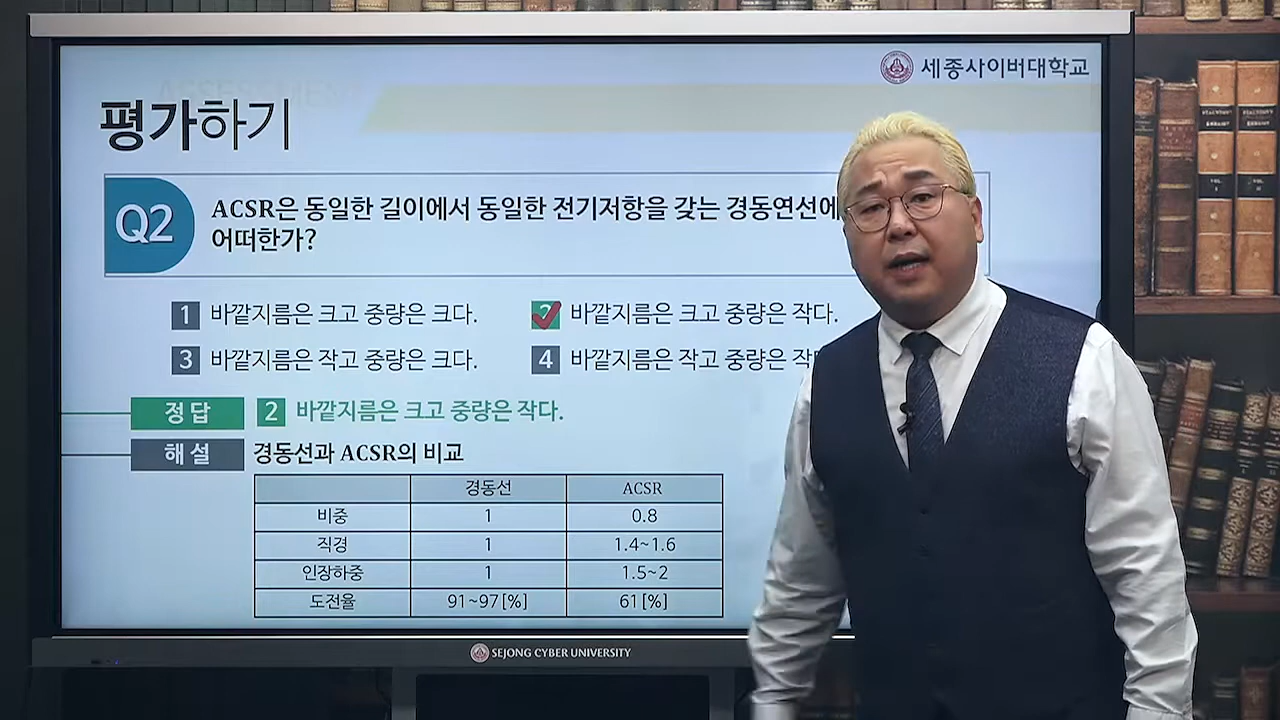 세종사이버대학교
평가하기
Q2
ACSR은 동일한 길이에서 동일한 전기저항을 갖는 경동연선에
어떠한가?
1 바깥지름은 크고 중량은 크다.
2 바깥지름은 크고 중량은 작다.
3 바깥지름은 작고 중량은 크다.
4 바깥지름은 작고 중량은
정답 2 바깥지름은 크고 중량은 작다.
해설 경동선과 ACSR의 비교
경동선 ACSR
비중 1 0.8
직경 1 1.4~1.6
인장하중 1 1.5~2
도전율 91~97[%] 61[%]
SEJONG CYBER UNIVERSITY